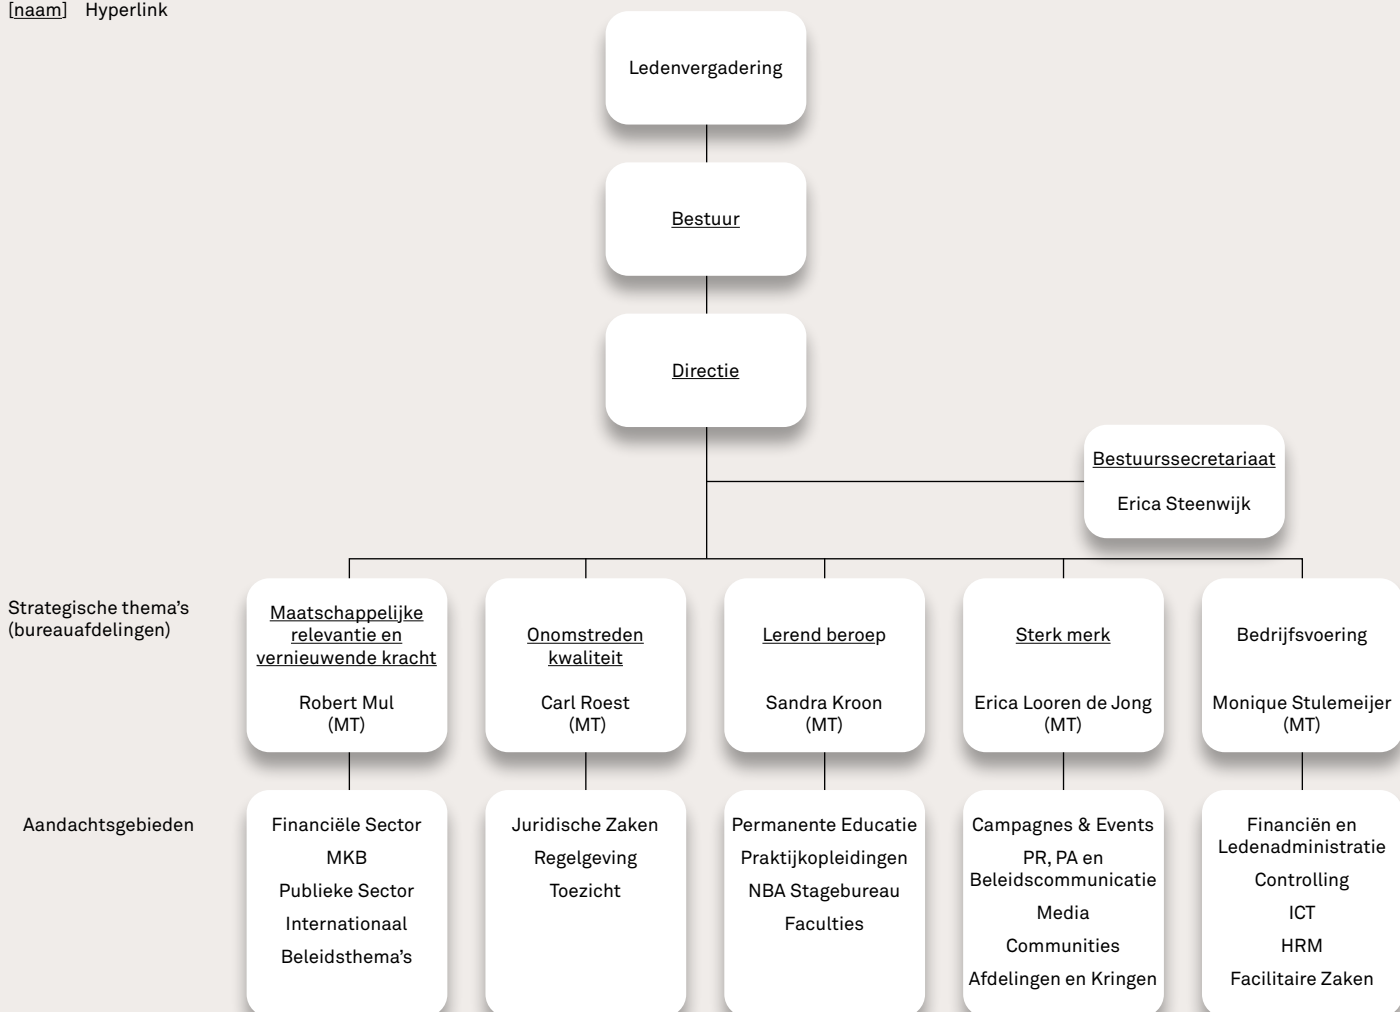 [naam] Hyperlink
Ledenvergadering
Bestuur
Directie
Bestuurssecretariaat
Erica Steenwijk
Strategische thema's
(bureauafdelingen)
Maatschappelijke
relevantie en
vernieuwende kracht
Robert Mul
(MT)
Onomstreden
kwaliteit
Carl Roest
(MT)
Lerend beroep
Sandra Kroon
(MT)
Sterk merk
Erica Looren de Jong
(MT)
Bedrijfsvoering
Monique Stulemeijer
(MT)
Aandachtsgebieden
Financiële Sector
MKB
Publieke Sector
Internationaal
Beleidsthema's
Juridische Zaken
Regelgeving
Toezicht
Permanente Educatie
Praktijkopleidingen
NBA Stagebureau
Faculties
Campagnes & Events
PR, PA en
Beleidscommunicatie
Media
Communities
Afdelingen en Kringen
Financiën en
Ledenadministratie
Controlling
ICT
HRM
Facilitaire Zaken